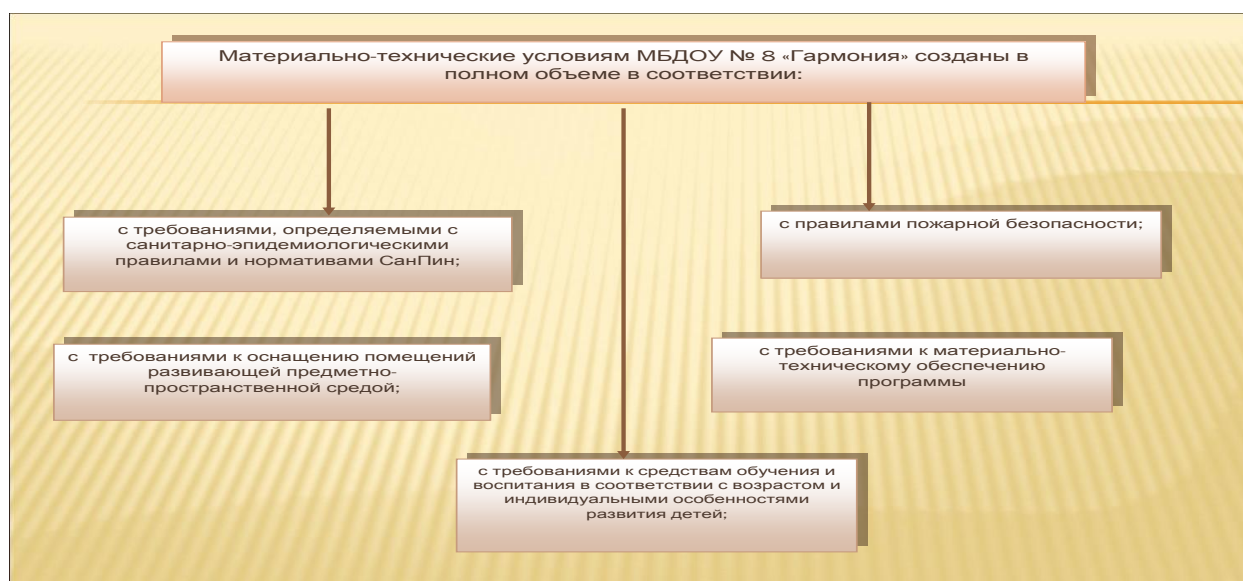 Материально-технические условиям МБДОУ № 8 «Гармония» созданы в
полном объеме в соответствии:
с требованиями, определяемыми с
санитарно-эпидемиологическими
правилами и нормативами СанПин;
с правилами пожарной безопасности;
с требованиями к оснащению помещений
развивающей предметно-
пространственной средой;
с требованиями к материально-
техническому обеспечению
программы
с требованиями к средствам обучения и
воспитания в соответствии с возрастом и
индивидуальными особенностями
развития детей;